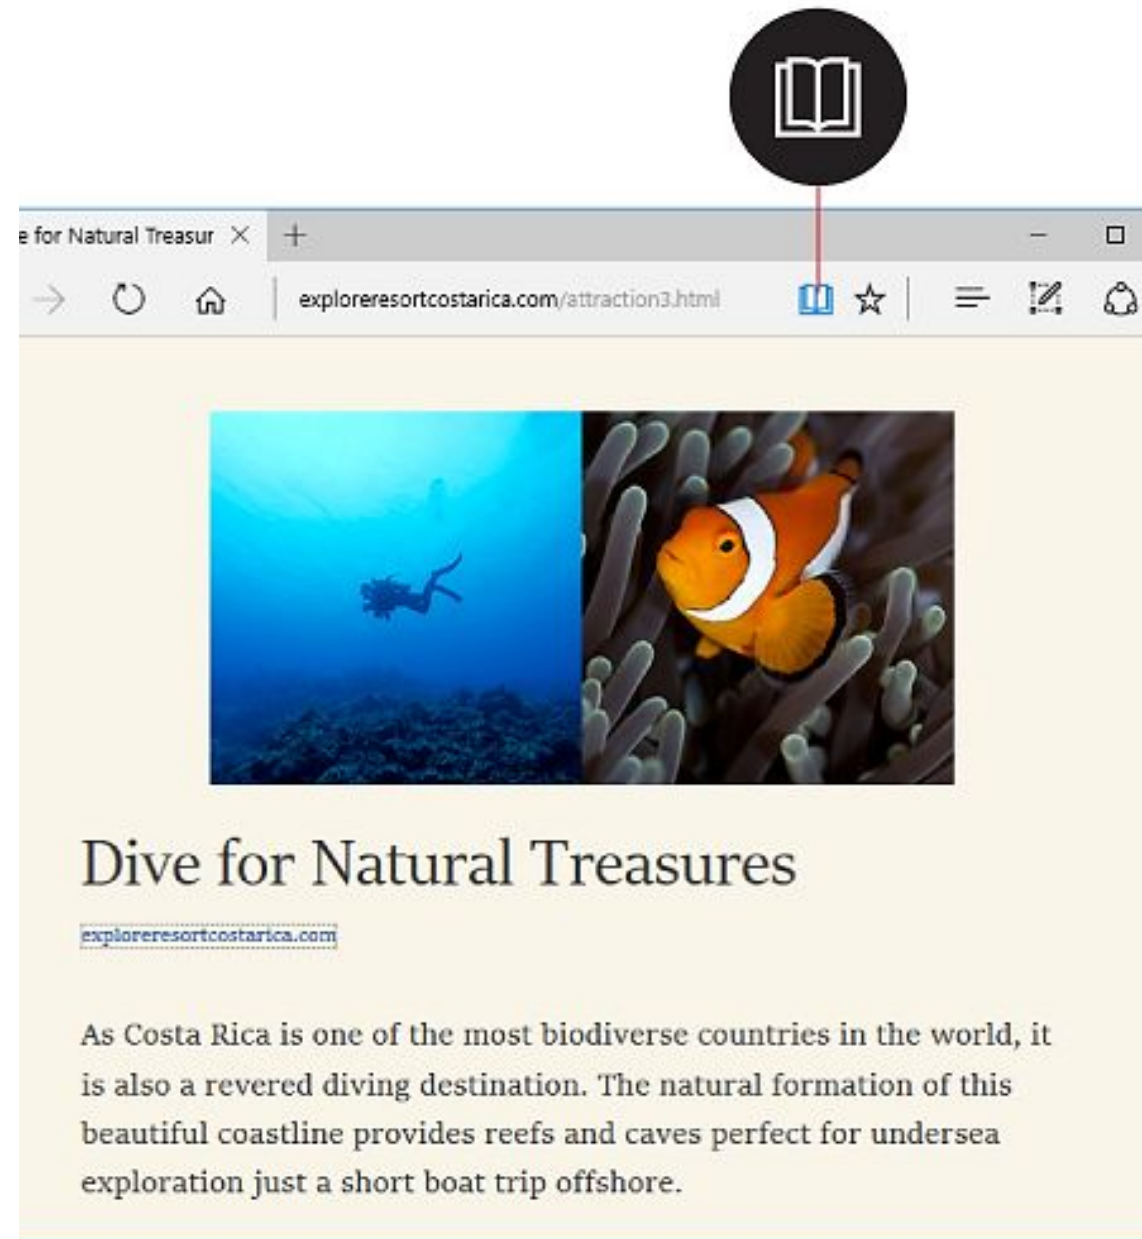 e for Natural Treasur
exploreresortcostarica.com/attraction3.html
Dive for Natural Treasures
exploreresortcostarica.com
As Costa Rica is one of the most biodiverse countries in the world, it
is also a revered diving destination. The natural formation of this
beautiful coastline provides reefs and caves perfect for undersea
exploration just a short boat trip offshore.